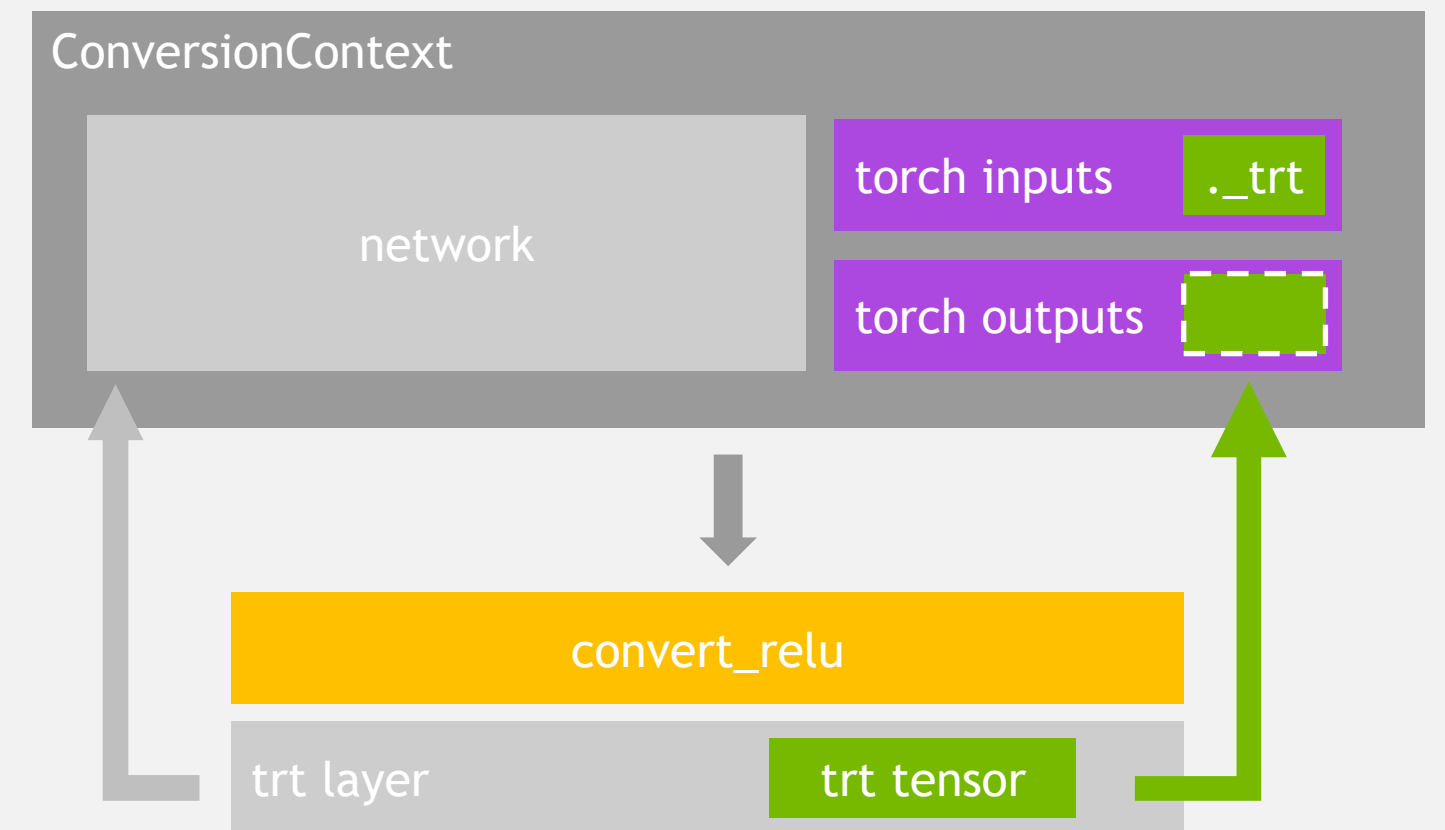 ConversionContext
network
torch inputs
._trt
torch outputs
convert_relu
trt layer
trt tensor